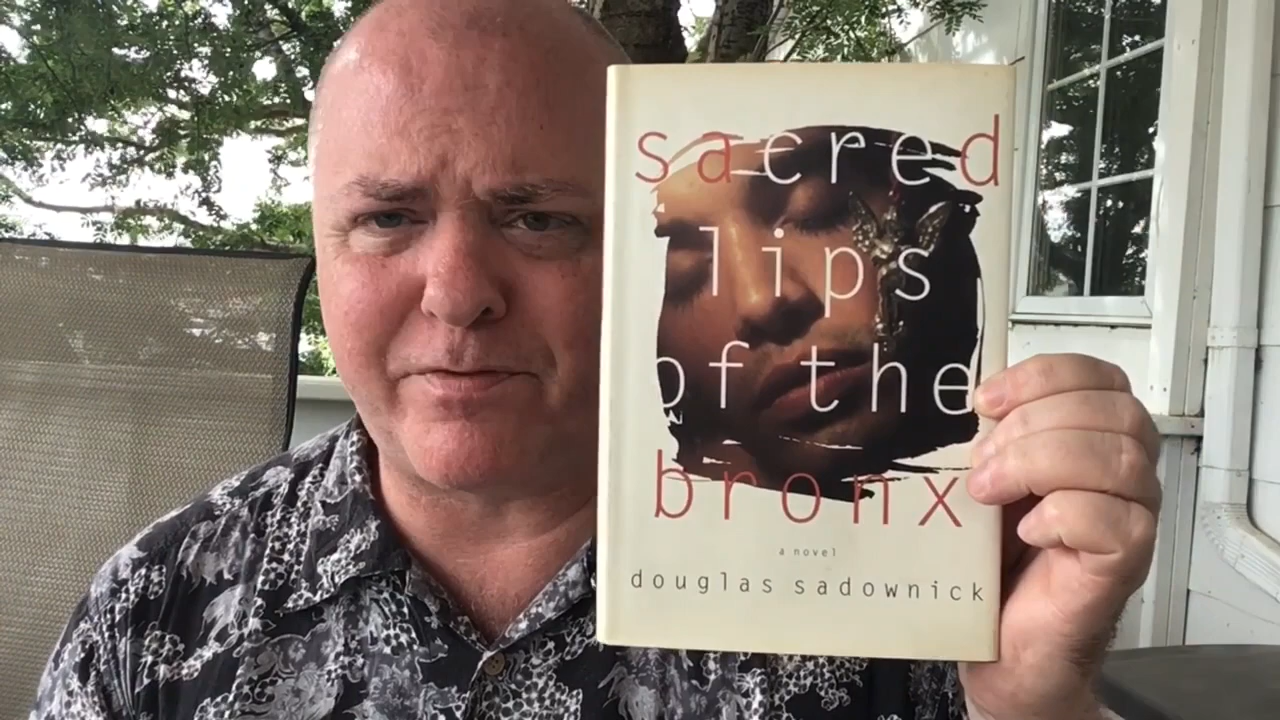 sacred
lips
of the
bronx
a novel
douglas sadownick